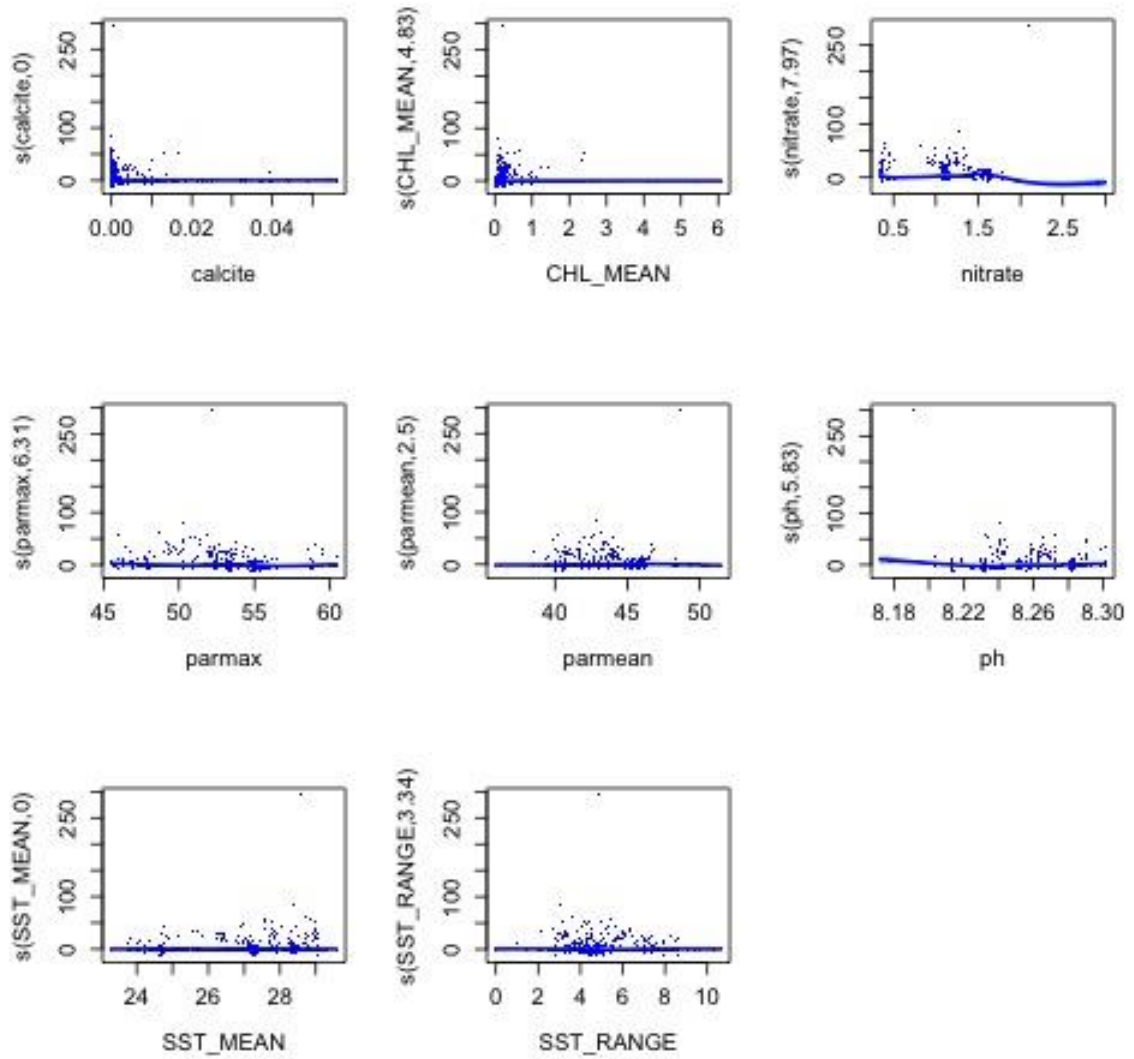 s(calcite,0)
250
100
0
0.00 0.02 0.04
calcite
s(CHL_MEAN,4.83)
250
100
0
0 1 2 3 4 5 6
CHL_MEAN
s(nitrate,7.97)
250
100
0
0.5 1.5 2.5
nitrate
s(parmax,6.31)
250
100
0
45 50 55 60
parmax
s(parmean,2.5)
250
100
0
40 45 50
parmean
s(ph,5.83)
250
100
0
8.18 8.22 8.26 8.30
ph
s(SST_MEAN,0)
250
100
0
24 26 28
SST_MEAN
s(SST_RANGE,3.34)
250
100
0
0 2 4 6 8 10
SST_RANGE